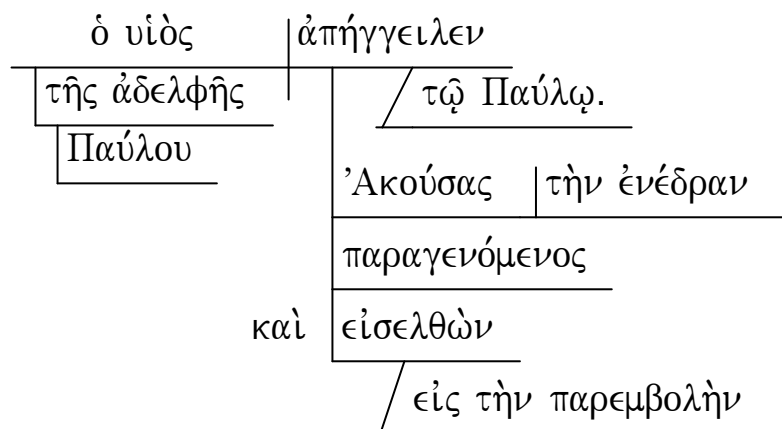 ὁ υἱὸς ἀπήγγειλεν
τῆς ἀδελφῆς τῷ Παύλῳ.
Παύλου
Ἀκούσας τὴν ἐνέδραν
παραγενόμενος
καὶ εἰσελθὼν
εἰς τὴν παρεμβολὴν